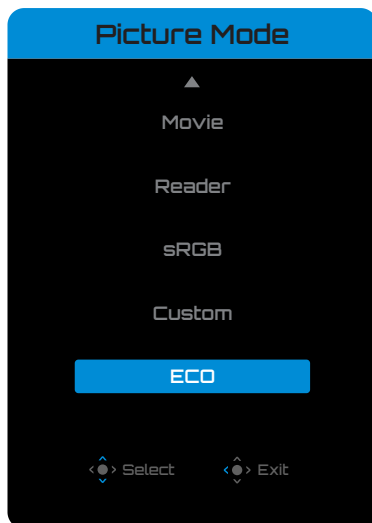 Picture Mode
Movie
Reader
sRGB
Custom
ECO
Select Exit